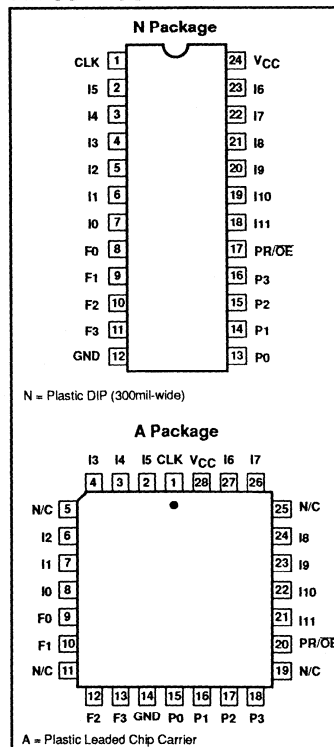 N Package
CLK 1 24 VCC
I5 2 23 I6
I4 3 22 I7
I3 4 21 I8
I2 5 20 I9
I1 6 19 I10
I0 7 18 I11
F0 8 17 PR/OE
F1 9 16 P3
F2 10 15 P2
F3 11 14 P1
GND 12 13 P0
N = Plastic DIP (300mil-wide)
A Package
I3 I4 I5 CLK VCC I6 I7
4 3 2 1 28 27 26
N/C 5 25 N/C
I2 6 24 I8
I1 7 23 I9
I0 8 22 I10
F0 9 21 I11
F1 10 20 PR/OE
N/C 11 19 N/C
12 13 14 15 16 17 18
F2 F3 GND P0 P1 P2 P3
A = Plastic Leaded Chip Carrier